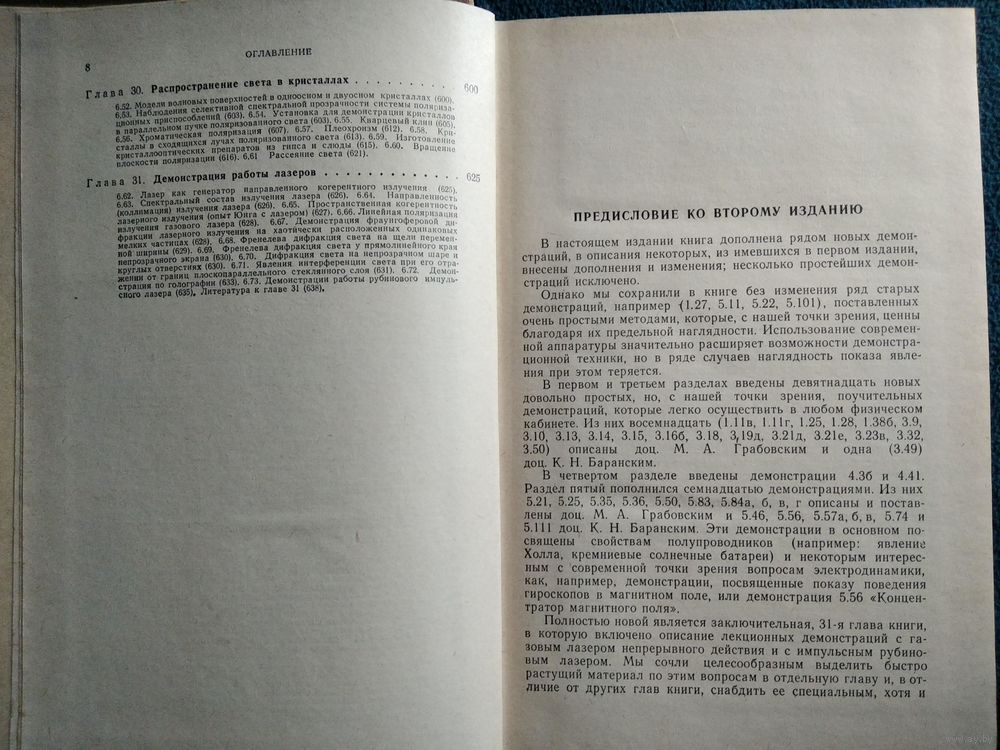 8
ОГЛАВЛЕНИЕ
Глава 30. Распространение света в кристаллах . . . . . . . . . 600
6.52. Модели волновых поверхностей в одноосном и двуосном кристаллах (600).
6.53. Наблюдения селективной спектральной прозрачности системы поляриза-
ционных приспособлений (603). 6.54. Установка для демонстрации кристаллов
в параллельном пучке поляризованного света (603). 6.55. Кварцевый клин (605).
6.56. Хроматическая поляризация (607). 6.57. Плеохроизм (612). 6.58. Кри-
сталлы в сходящихся лучах поляризованного света (613). 6.59. Изготовление
кристаллооптических препаратов из гипса и слюды (615). 6.60. Вращение
плоскости поляризации (616). 6,61 Рассеяние света (621).
Глава 31. Демонстрация работы лазеров . . . . . . . . . . . . 625
6.62. Лазер как генератор направленного когерентного излучения (625).
6.63. Спектральный состав излучения лазера (626). 6.64. Направленность
(коллимация) излучения лазера (626). 6.65. Пространственная когерентность
лазерного излучения (опыт Юнга с лазером) (627). 6.66. Линейная поляризация
излучения газового лазера (628). 6.67. Демонстрация фраунгоферовой ди-
фракции лазерного излучения на хаотически расположенных одинаковых
мелких частицах (628). 6.68. Френелева дифракция света на щели перемен-
ной ширины (629). 6.69. Френелева дифракция света у прямолинейного края
непрозрачного экрана (630). 6.70. Дифракция света на непрозрачном шаре и
круглых отверстиях (630). 6.71. Явления интерференции света при его отра-
жении от границ плоскопараллельного стеклянного слоя (631). 6.72. Демон-
страция по голографии (633). 6.73. Демонстрации работы рубинового импуль-
сного лазера (635). Литература к главе 31 (638).
ПРЕДИСЛОВИЕ КО ВТОРОМУ ИЗДАНИЮ
В настоящем издании книга дополнена рядом новых демон-
страций, в описания некоторых, из имевшихся в первом издании,
внесены дополнения и изменения; несколько простейших демон-
страций исключено.
Однако мы сохранили в книге без изменения ряд старых
демонстраций, например (1.27, 5.11, 5.22, 5.101), поставленных
очень простыми методами, которые, с нашей точки зрения, ценны
благодаря их предельной наглядности. Использование современ-
ной аппаратуры значительно расширяет возможности демонстра-
ционной техники, но в ряде случаев наглядность показа явле-
ния при этом теряется.
В первом и третьем разделах введены девятнадцать новых
довольно простых, но, с нашей точки зрения, поучительных
демонстраций, которые легко осуществить в любом физическом
кабинете. Из них восемнадцать (1.11в, 1.11г, 1.25, 1.28, 1.38б, 3.9,
3.10, 3.13, 3.14, 3.15, 3.16б, 3.18, 3,19д, 3.21д, 3.21е, 3.23в, 3.32,
3.50) описаны доц. М. А. Грабовским и одна (3.49)
доц. К. Н. Баранским.
В четвертом разделе введены демонстрации 4.3б и 4.41.
Раздел пятый пополнился семнадцатью демонстрациями. Из них
5.21, 5.25, 5.35, 5.36, 5.50, 5.83, 5.84а, б, в, г описаны и постав-
лены доц. М. А. Грабовским и 5.46, 5.56, 5.57а, б, в, 5.74 и
5.111 доц. К. Н. Баранским. Эти демонстрации в основном по-
священы свойствам полупроводников (например: явление
Холла, кремниевые солнечные батареи) и некоторым интерес-
ным с современной точки зрения вопросам электродинамики,
как, например, демонстрации, посвященные показу поведения
гироскопов в магнитном поле, или демонстрация 5.56 «Концен-
тратор магнитного поля».
Полностью новой является заключительная, 31-я глава книги,
в которую включено описание лекционных демонстраций с га-
зовым лазером непрерывного действия и с импульсным рубино-
вым лазером. Мы сочли целесообразным выделить быстро
растущий материал по этим вопросам в отдельную главу и, в от-
личие от других глав книги, снабдить ее специальным, хотя и
www.ay.by